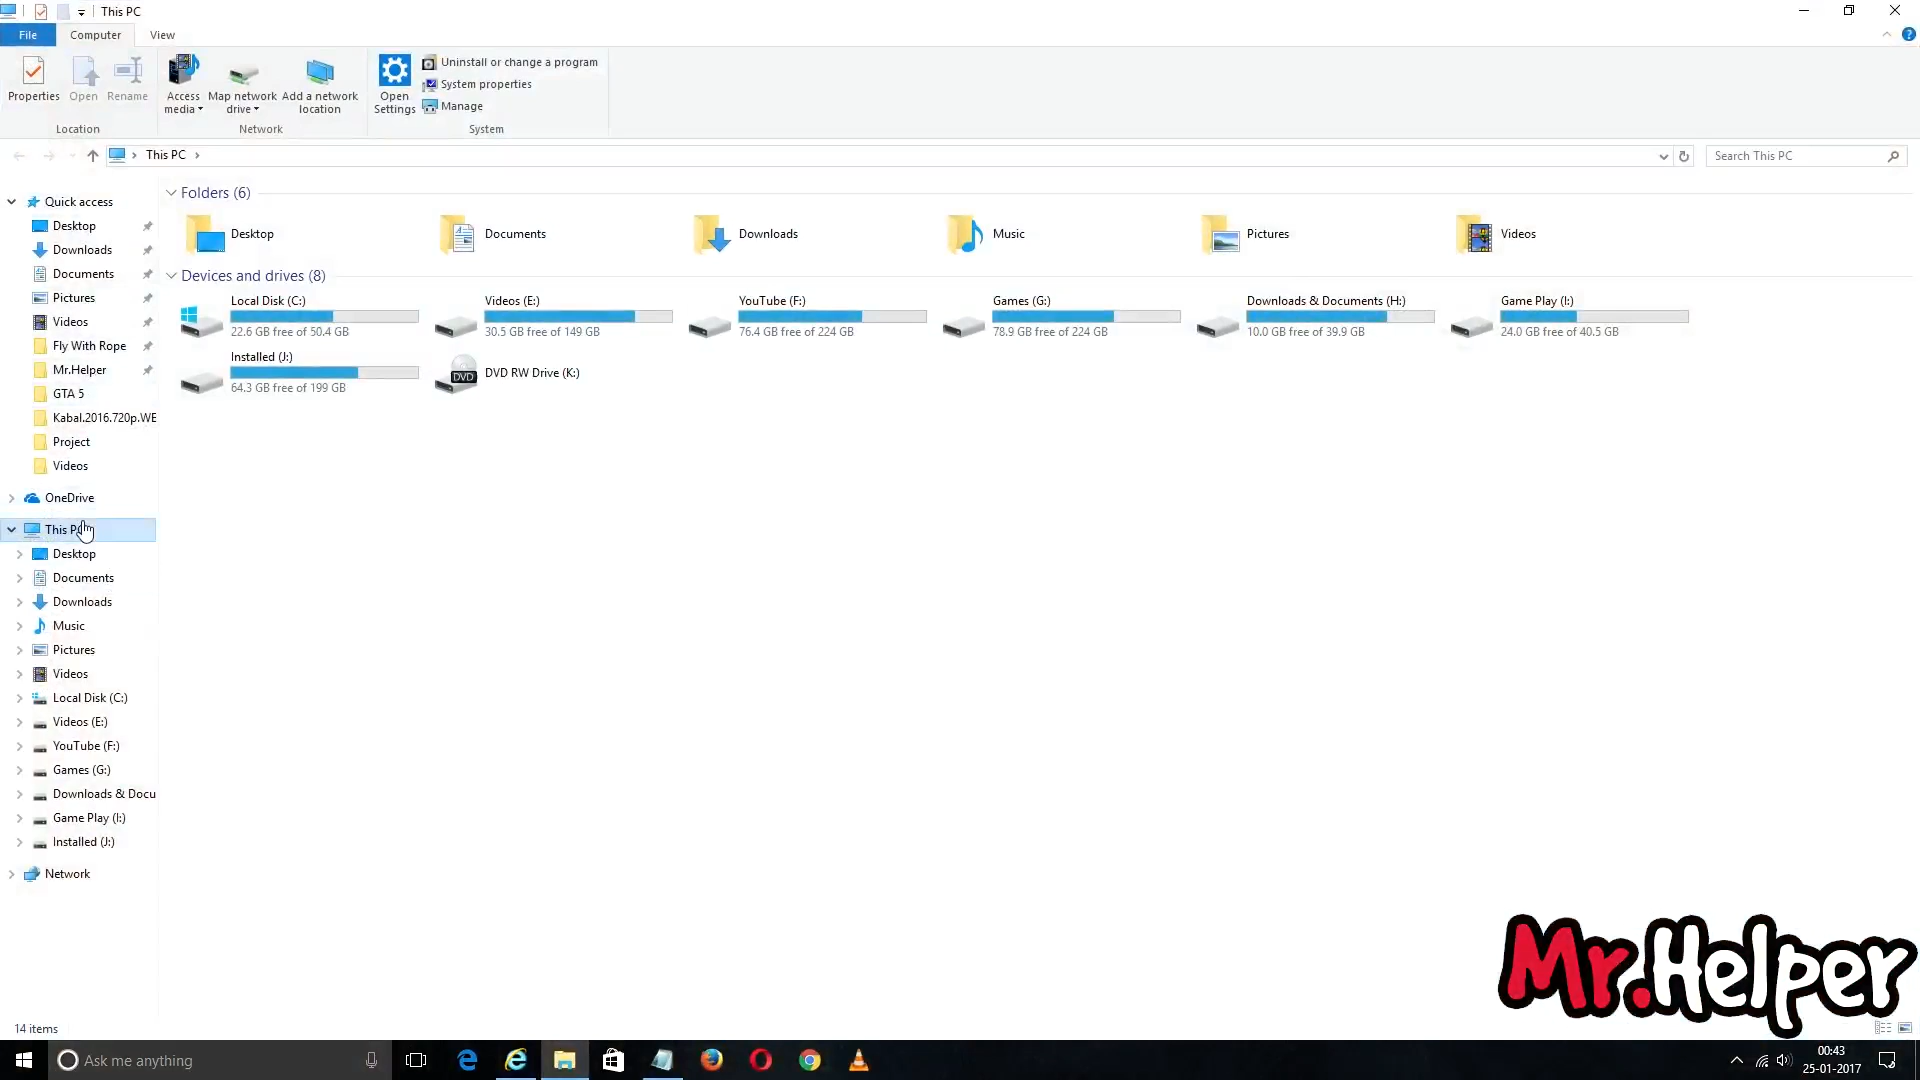 This PC
File Computer View
Properties Open Rename Access media Map network drive Add a network location Open Settings Uninstall or change a program
System properties
Manage
Location Network System
This PC
Search This PC
Quick access
Desktop
Downloads
Documents
Pictures
Videos
Fly With Rope
Mr.Helper
GTA 5
Kabal.2016.720p.WE
Project
Videos
OneDrive
This PC
Desktop
Documents
Downloads
Music
Pictures
Videos
Local Disk (C:)
Videos (E:)
YouTube (F:)
Games (G:)
Downloads & Docu
Game Play (I:)
Installed (J:)
Network
Folders (6)
Desktop Documents Downloads Music Pictures Videos
Devices and drives (8)
Local Disk (C:) Videos (E:) YouTube (F:) Games (G:) Downloads & Documents (H:) Game Play (I:)
22.6 GB free of 50.4 GB 30.5 GB free of 149 GB 76.4 GB free of 224 GB 78.9 GB free of 224 GB 10.0 GB free of 39.9 GB 24.0 GB free of 40.5 GB
Installed (J:)
DVD DVD RW Drive (K:)
64.3 GB free of 199 GB
Mr.Helper
14 items
Ask me anything
00:43
25-01-2017